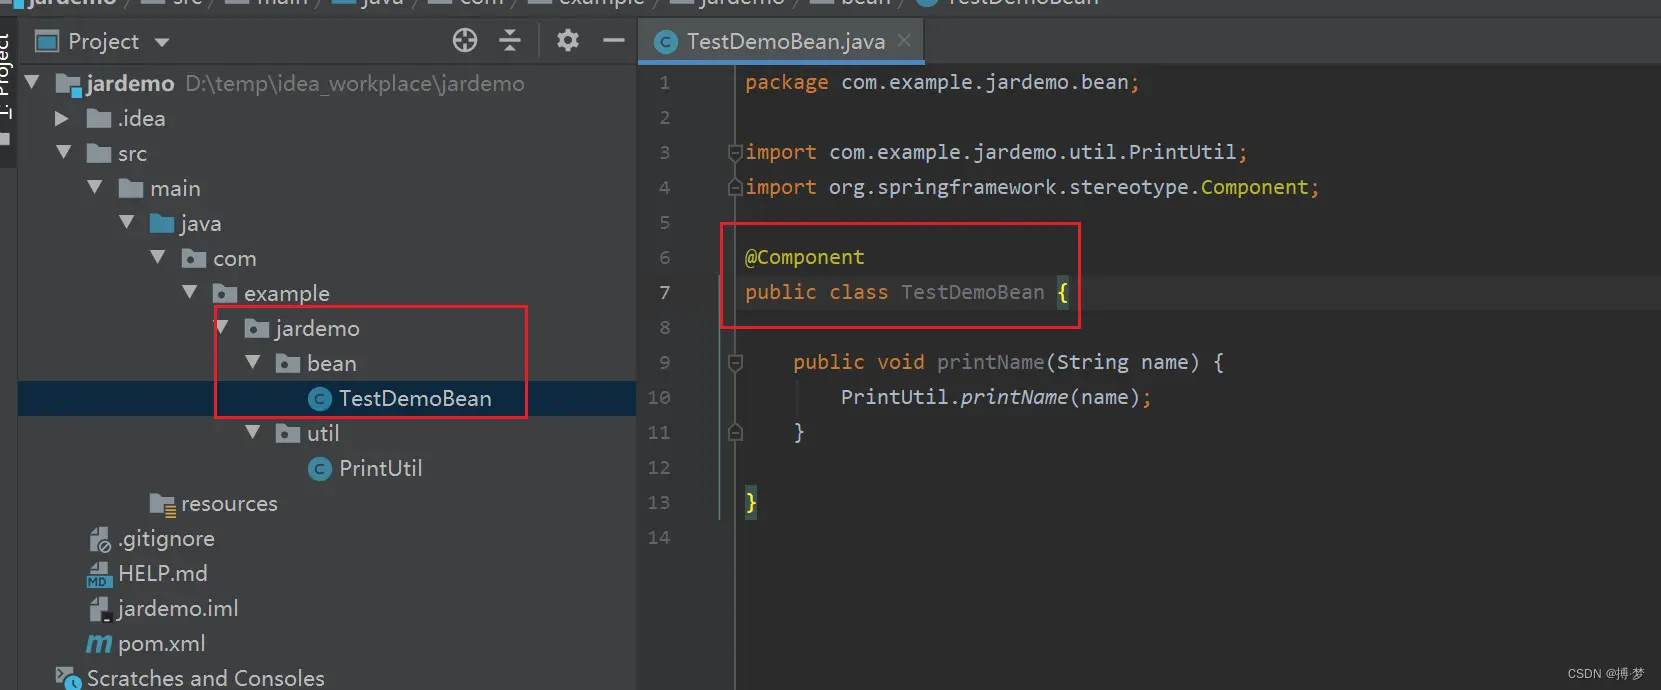 jardemo / src / main / java / com / example / jardemo / bean / TestDemoBean
1: Project
Project
jardemo D:\temp\idea_workplace\jardemo
.idea
src
main
java
com
example
jardemo
bean
TestDemoBean
util
PrintUtil
resources
.gitignore
HELP.md
jardemo.iml
pom.xml
Scratches and Consoles
TestDemoBean.java
1 package com.example.jardemo.bean;
2
3 import com.example.jardemo.util.PrintUtil;
4 import org.springframework.stereotype.Component;
5
6 @Component
7 public class TestDemoBean {
8
9 public void printName(String name) {
10 PrintUtil.printName(name);
11 }
12
13 }
14
CSDN @搏·梦